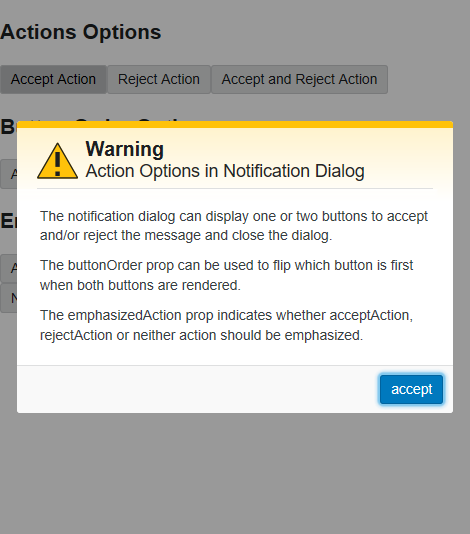 Actions Options
Accept Action Reject Action Accept and Reject Action
Warning
Action Options in Notification Dialog
The notification dialog can display one or two buttons to accept
and/or reject the message and close the dialog.
The buttonOrder prop can be used to flip which button is first
when both buttons are rendered.
The emphasizedAction prop indicates whether acceptAction,
rejectAction or neither action should be emphasized.
accept